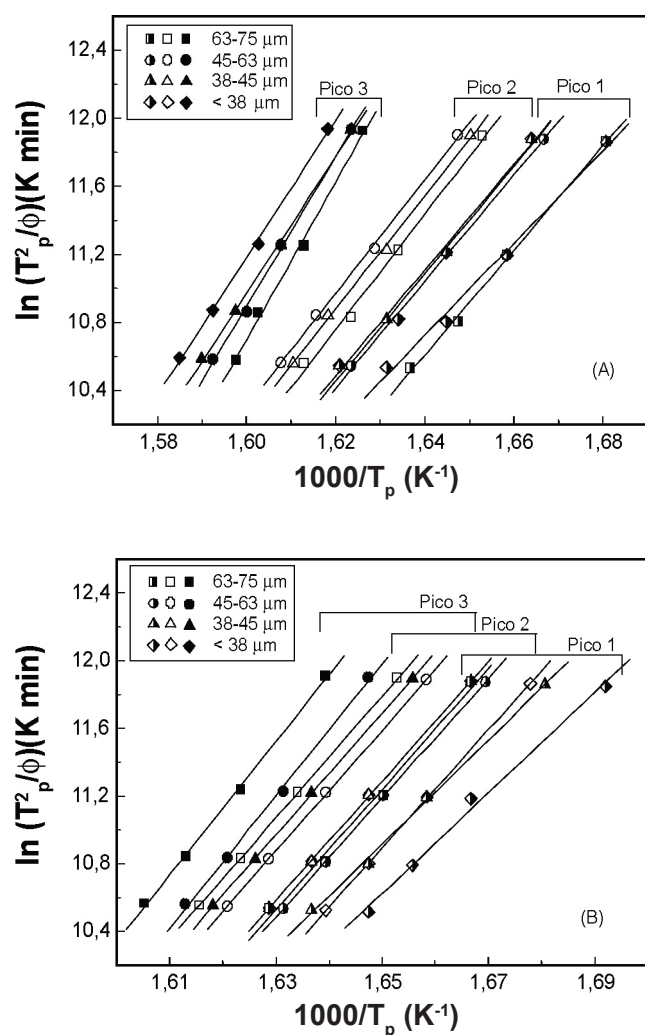 63-75 μm
45-63 μm
38-45 μm
< 38 μm
Pico 3
Pico 2
Pico 1
12,4
12,0
11,6
11,2
10,8
10,4
ln (T²p/ϕ)(K min)
(A)
1,58
1,60
1,62
1,64
1,66
1,68
1000/Tp (K-1)
63-75 μm
45-63 μm
38-45 μm
< 38 μm
Pico 3
Pico 2
Pico 1
12,4
12,0
11,6
11,2
10,8
10,4
ln (T²p/ϕ)(K min)
(B)
1,61
1,63
1,65
1,67
1,69
1000/Tp (K-1)